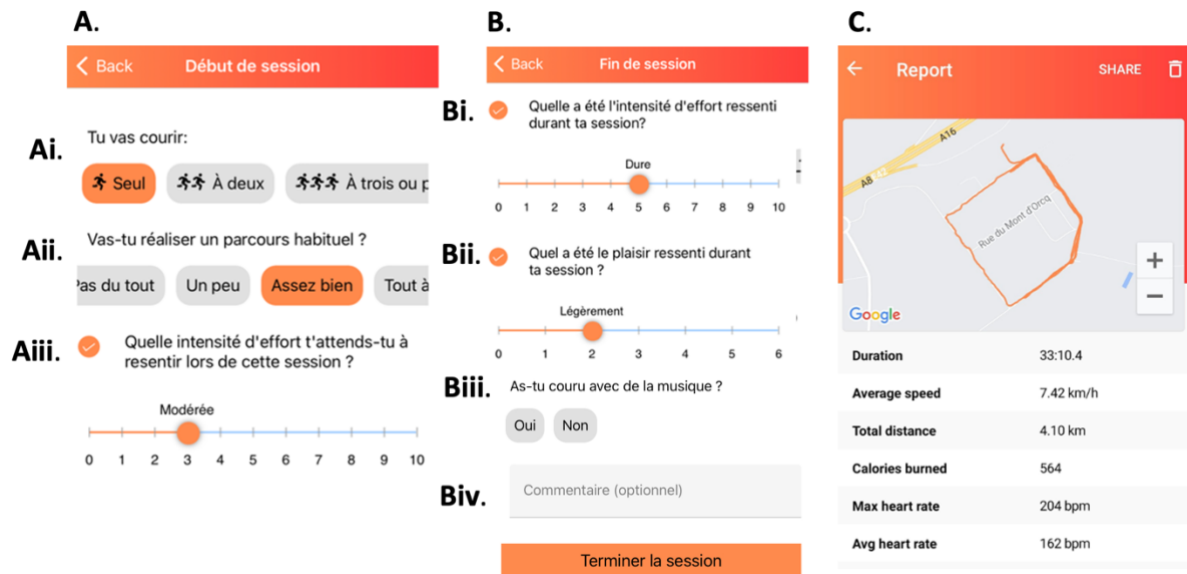 A.
Back Début de session
Ai.
Tu vas courir:
Seul À deux À trois ou p
Aii.
Vas-tu réaliser un parcours habituel ?
Pas du tout Un peu Assez bien Tout à
Aiii.
Quelle intensité d'effort t'attends-tu à
resentir lors de cette session ?
Modérée
0 1 2 3 4 5 6 7 8 9 10
B.
Back Fin de session
Bi.
Quelle a été l'intensité d'effort ressenti
durant ta session?
Dure
0 1 2 3 4 5 6 7 8 9 10
Bii.
Quel a été le plaisir ressenti durant
ta session ?
Légèrement
0 1 2 3 4 5 6
Biii.
As-tu couru avec de la musique ?
Oui Non
Biv.
Commentaire (optionnel)
Terminer la session
C.
Report SHARE
A16
A8 E42
Rue du Mont d'Orcq
+
−
Google
Duration 33:10.4
Average speed 7.42 km/h
Total distance 4.10 km
Calories burned 564
Max heart rate 204 bpm
Avg heart rate 162 bpm